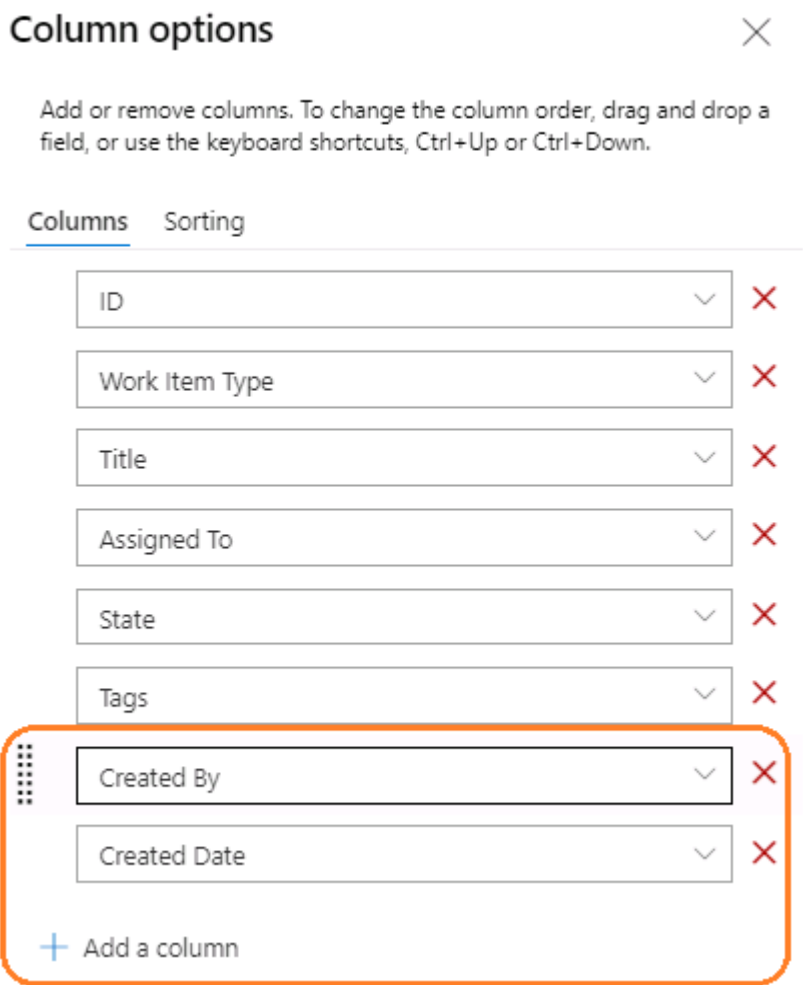 Column options
Add or remove columns. To change the column order, drag and drop a
field, or use the keyboard shortcuts, Ctrl+Up or Ctrl+Down.
Columns Sorting
ID
Work Item Type
Title
Assigned To
State
Tags
Created By
Created Date
Add a column